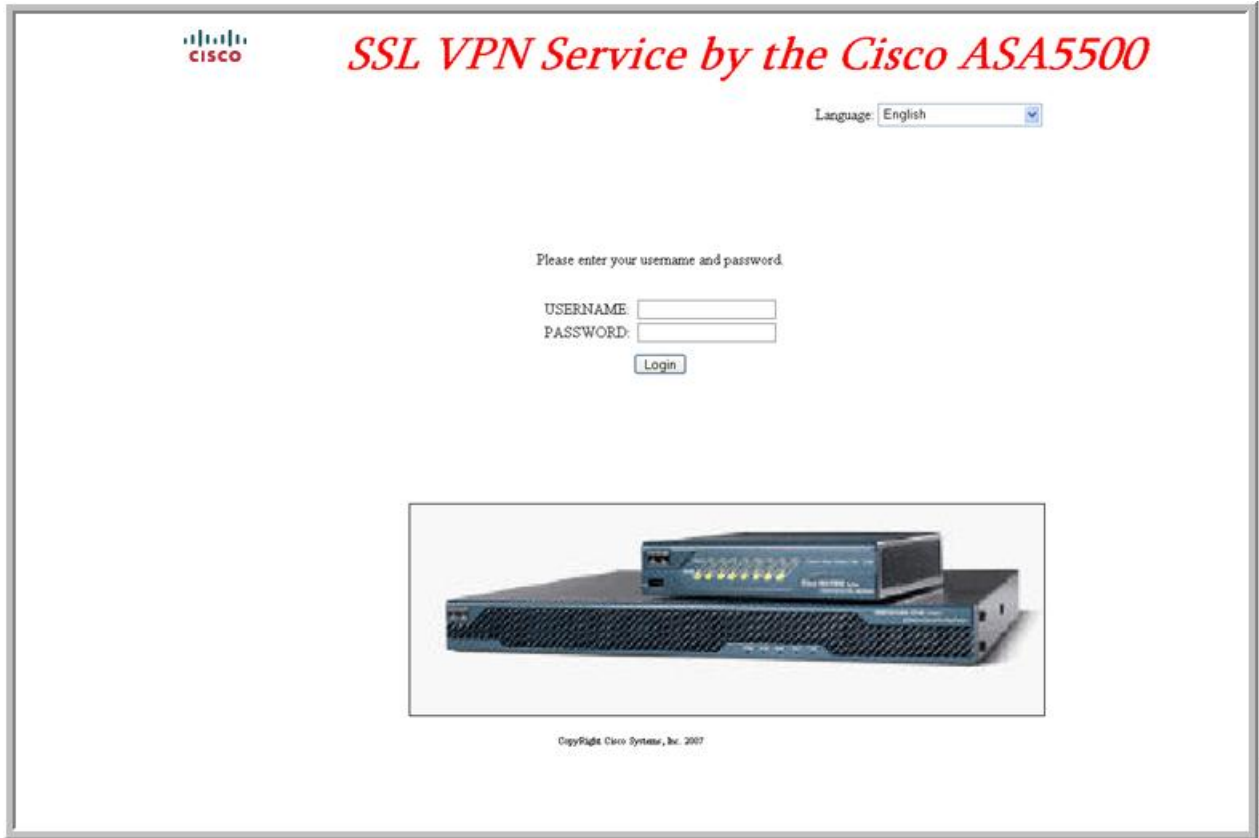 CISCO
SSL VPN Service by the Cisco ASA5500
Language: English
Please enter your username and password.
USERNAME:
PASSWORD:
Login
CopyRight Cisco Systems, Inc. 2007